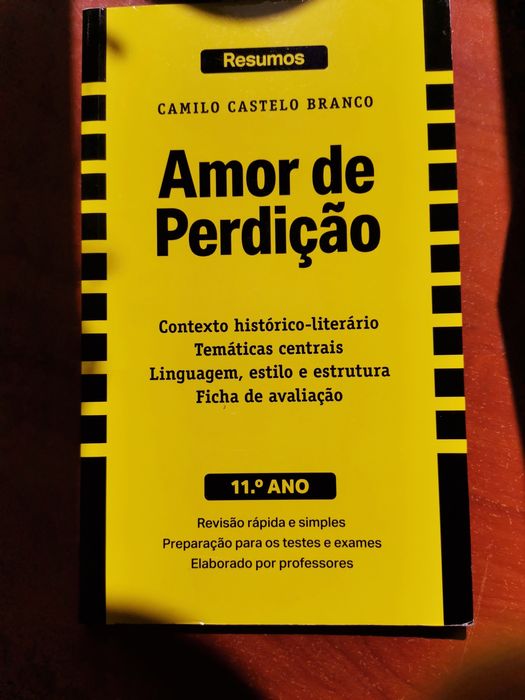 Resumos
CAMILO CASTELO BRANCO
Amor de
Perdição
Contexto histórico-literário
Temáticas centrais
Linguagem, estilo e estrutura
Ficha de avaliação
11.º ANO
Revisão rápida e simples
Preparação para os testes e exames
Elaborado por professores